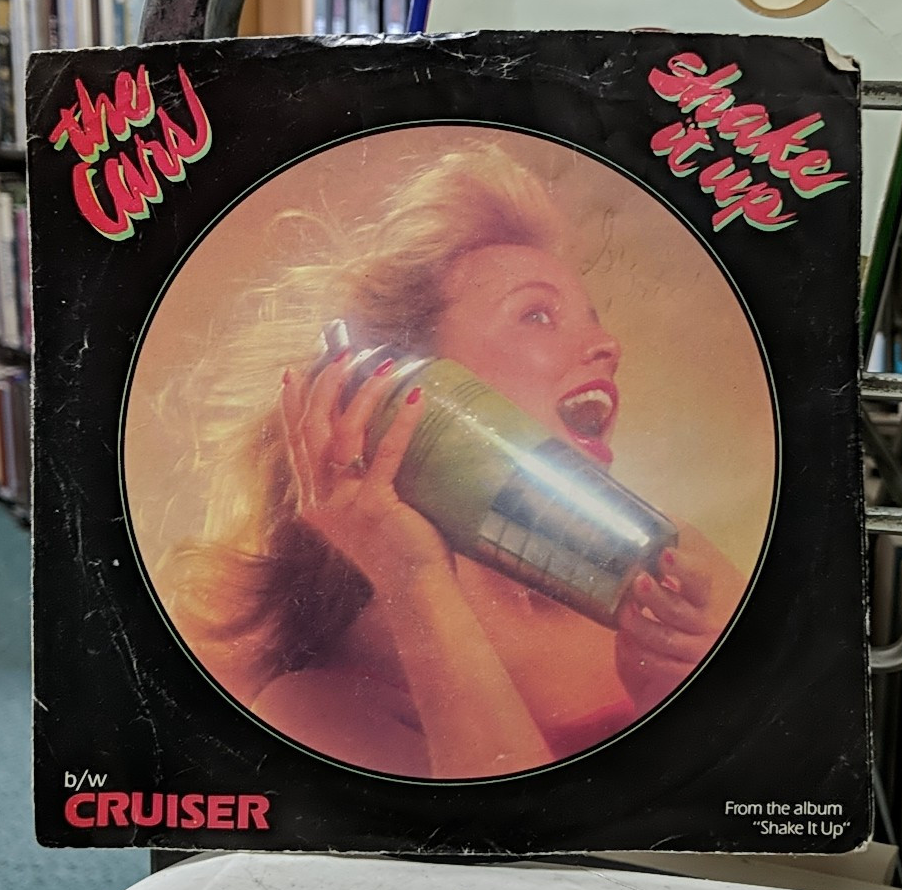 the
Cars
shake
it up
b/w
CRUISER
From the album
"Shake It Up"